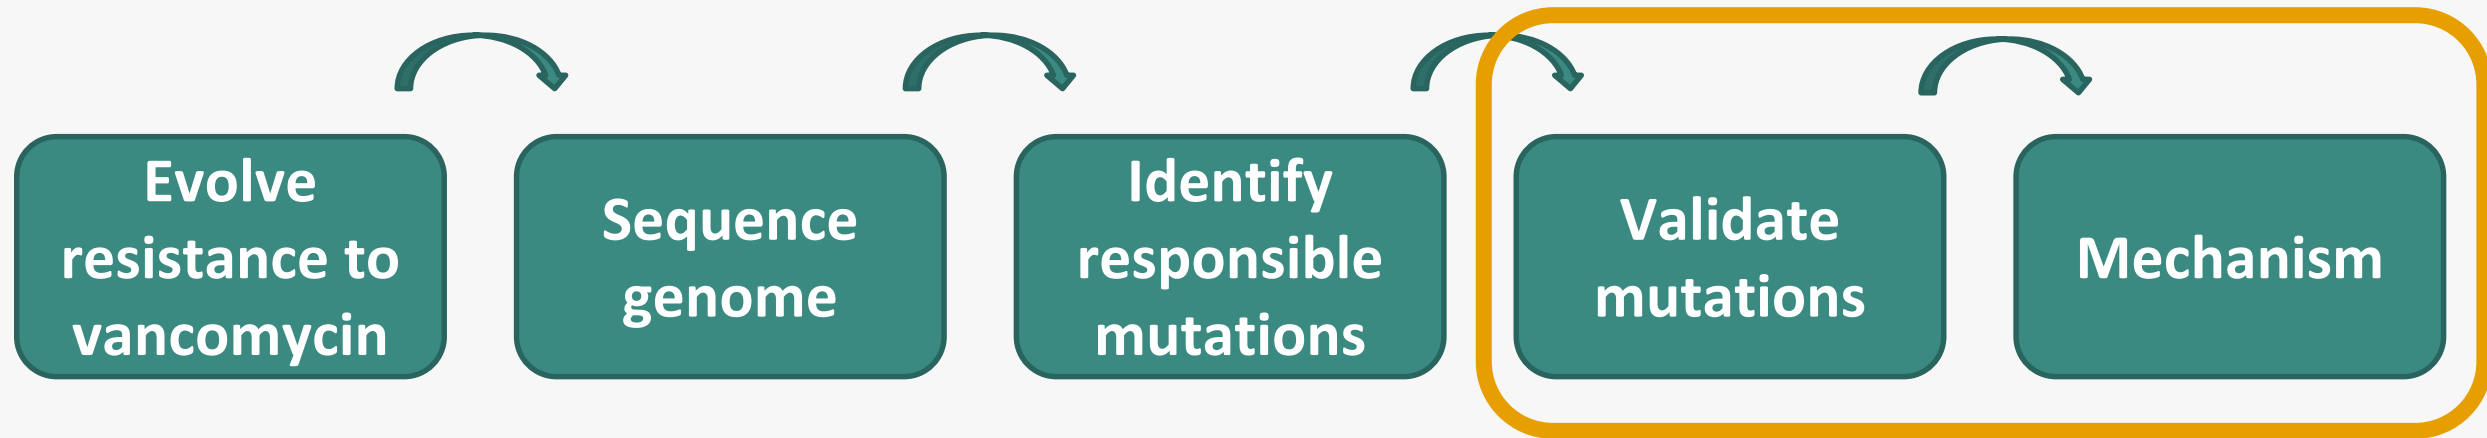 Evolve
resistance to
vancomycin
Sequence
genome
Identify
responsible
mutations
Validate
mutations
Mechanism